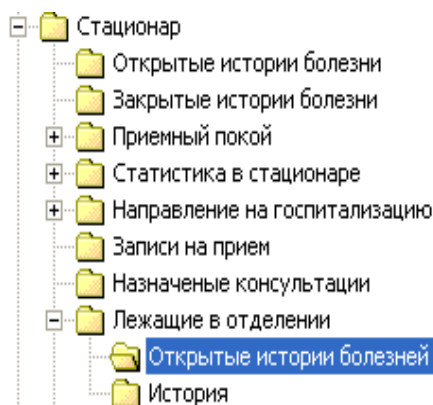 Стационар
Открытые истории болезни
Закрытые истории болезни
Приемный покой
Статистика в стационаре
Направление на госпитализацию
Записи на прием
Назначеные консультации
Лежащие в отделении
Открытые истории болезней
История